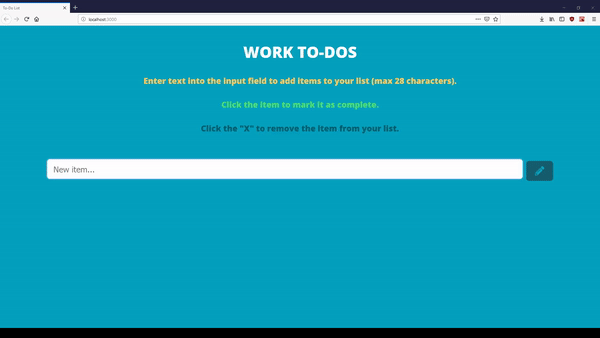 To-Do List
localhost:3000
WORK TO-DOS
Enter text into the input field to add items to your list (max 28 characters).
Click the item to mark it as complete.
Click the "X" to remove the item from your list.
New item...